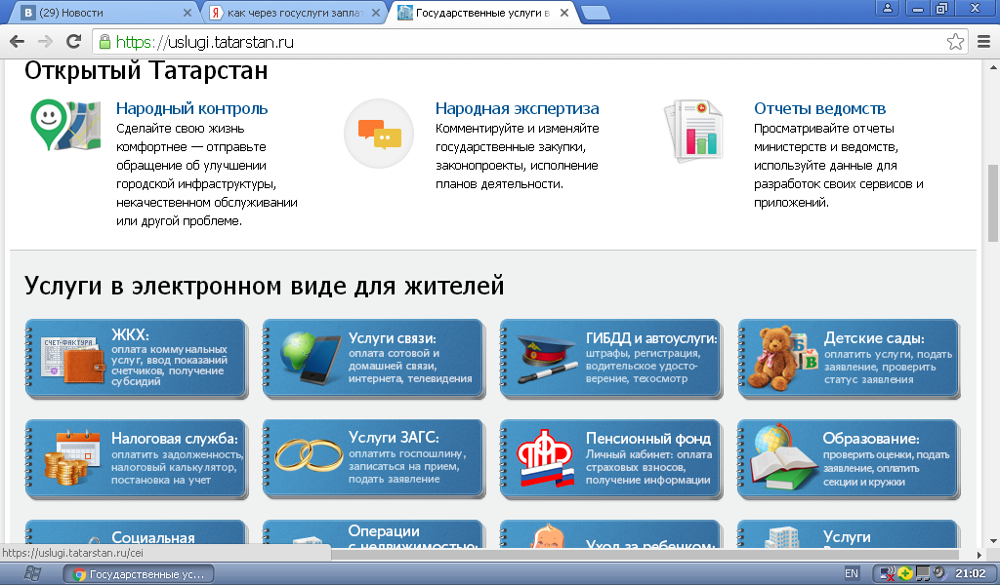 (29) Новости
как через госуслуги запла
Государственные услуги в
https://uslugi.tatarstan.ru
Открытый Татарстан
Народный контроль
Сделайте свою жизнь
комфортнее — отправьте
обращение об улучшении
городской инфраструктуры,
некачественном обслуживании
или другой проблеме.
Народная экспертиза
Комментируйте и изменяйте
государственные закупки,
законопроекты, исполнение
планов деятельности.
Отчеты ведомств
Просматривайте отчеты
министерств и ведомств,
используйте данные для
разработок своих сервисов и
приложений.
Услуги в электронном виде для жителей
СЧЕТ-ФАКТУРА
ЖКХ:
оплата коммунальных
услуг, ввод показаний
счетчиков, получение
субсидий
Услуги связи:
оплата сотовой и
домашней связи,
интернета, телевидения
ГИБДД и автоуслуги:
штрафы, регистрация,
водительское удосто-
верение, техосмотр
Детские сады:
оплатить услуги, подать
заявление, проверить
статус заявления
Налоговая служба:
оплатить задолженность,
налоговый калькулятор,
постановка на учет
Услуги ЗАГС:
оплатить госпошлину,
записаться на прием,
подать заявление
Пенсионный фонд
Личный кабинет: оплата
страховых взносов,
получение информации
Образование:
проверить оценки, подать
заявление, оплатить
секции и кружки
Социальная
Операции
с недвижимостью:
Уход за ребенком:
Услуги
https://uslugi.tatarstan.ru/cei
Государственные ус...
EN
21:02